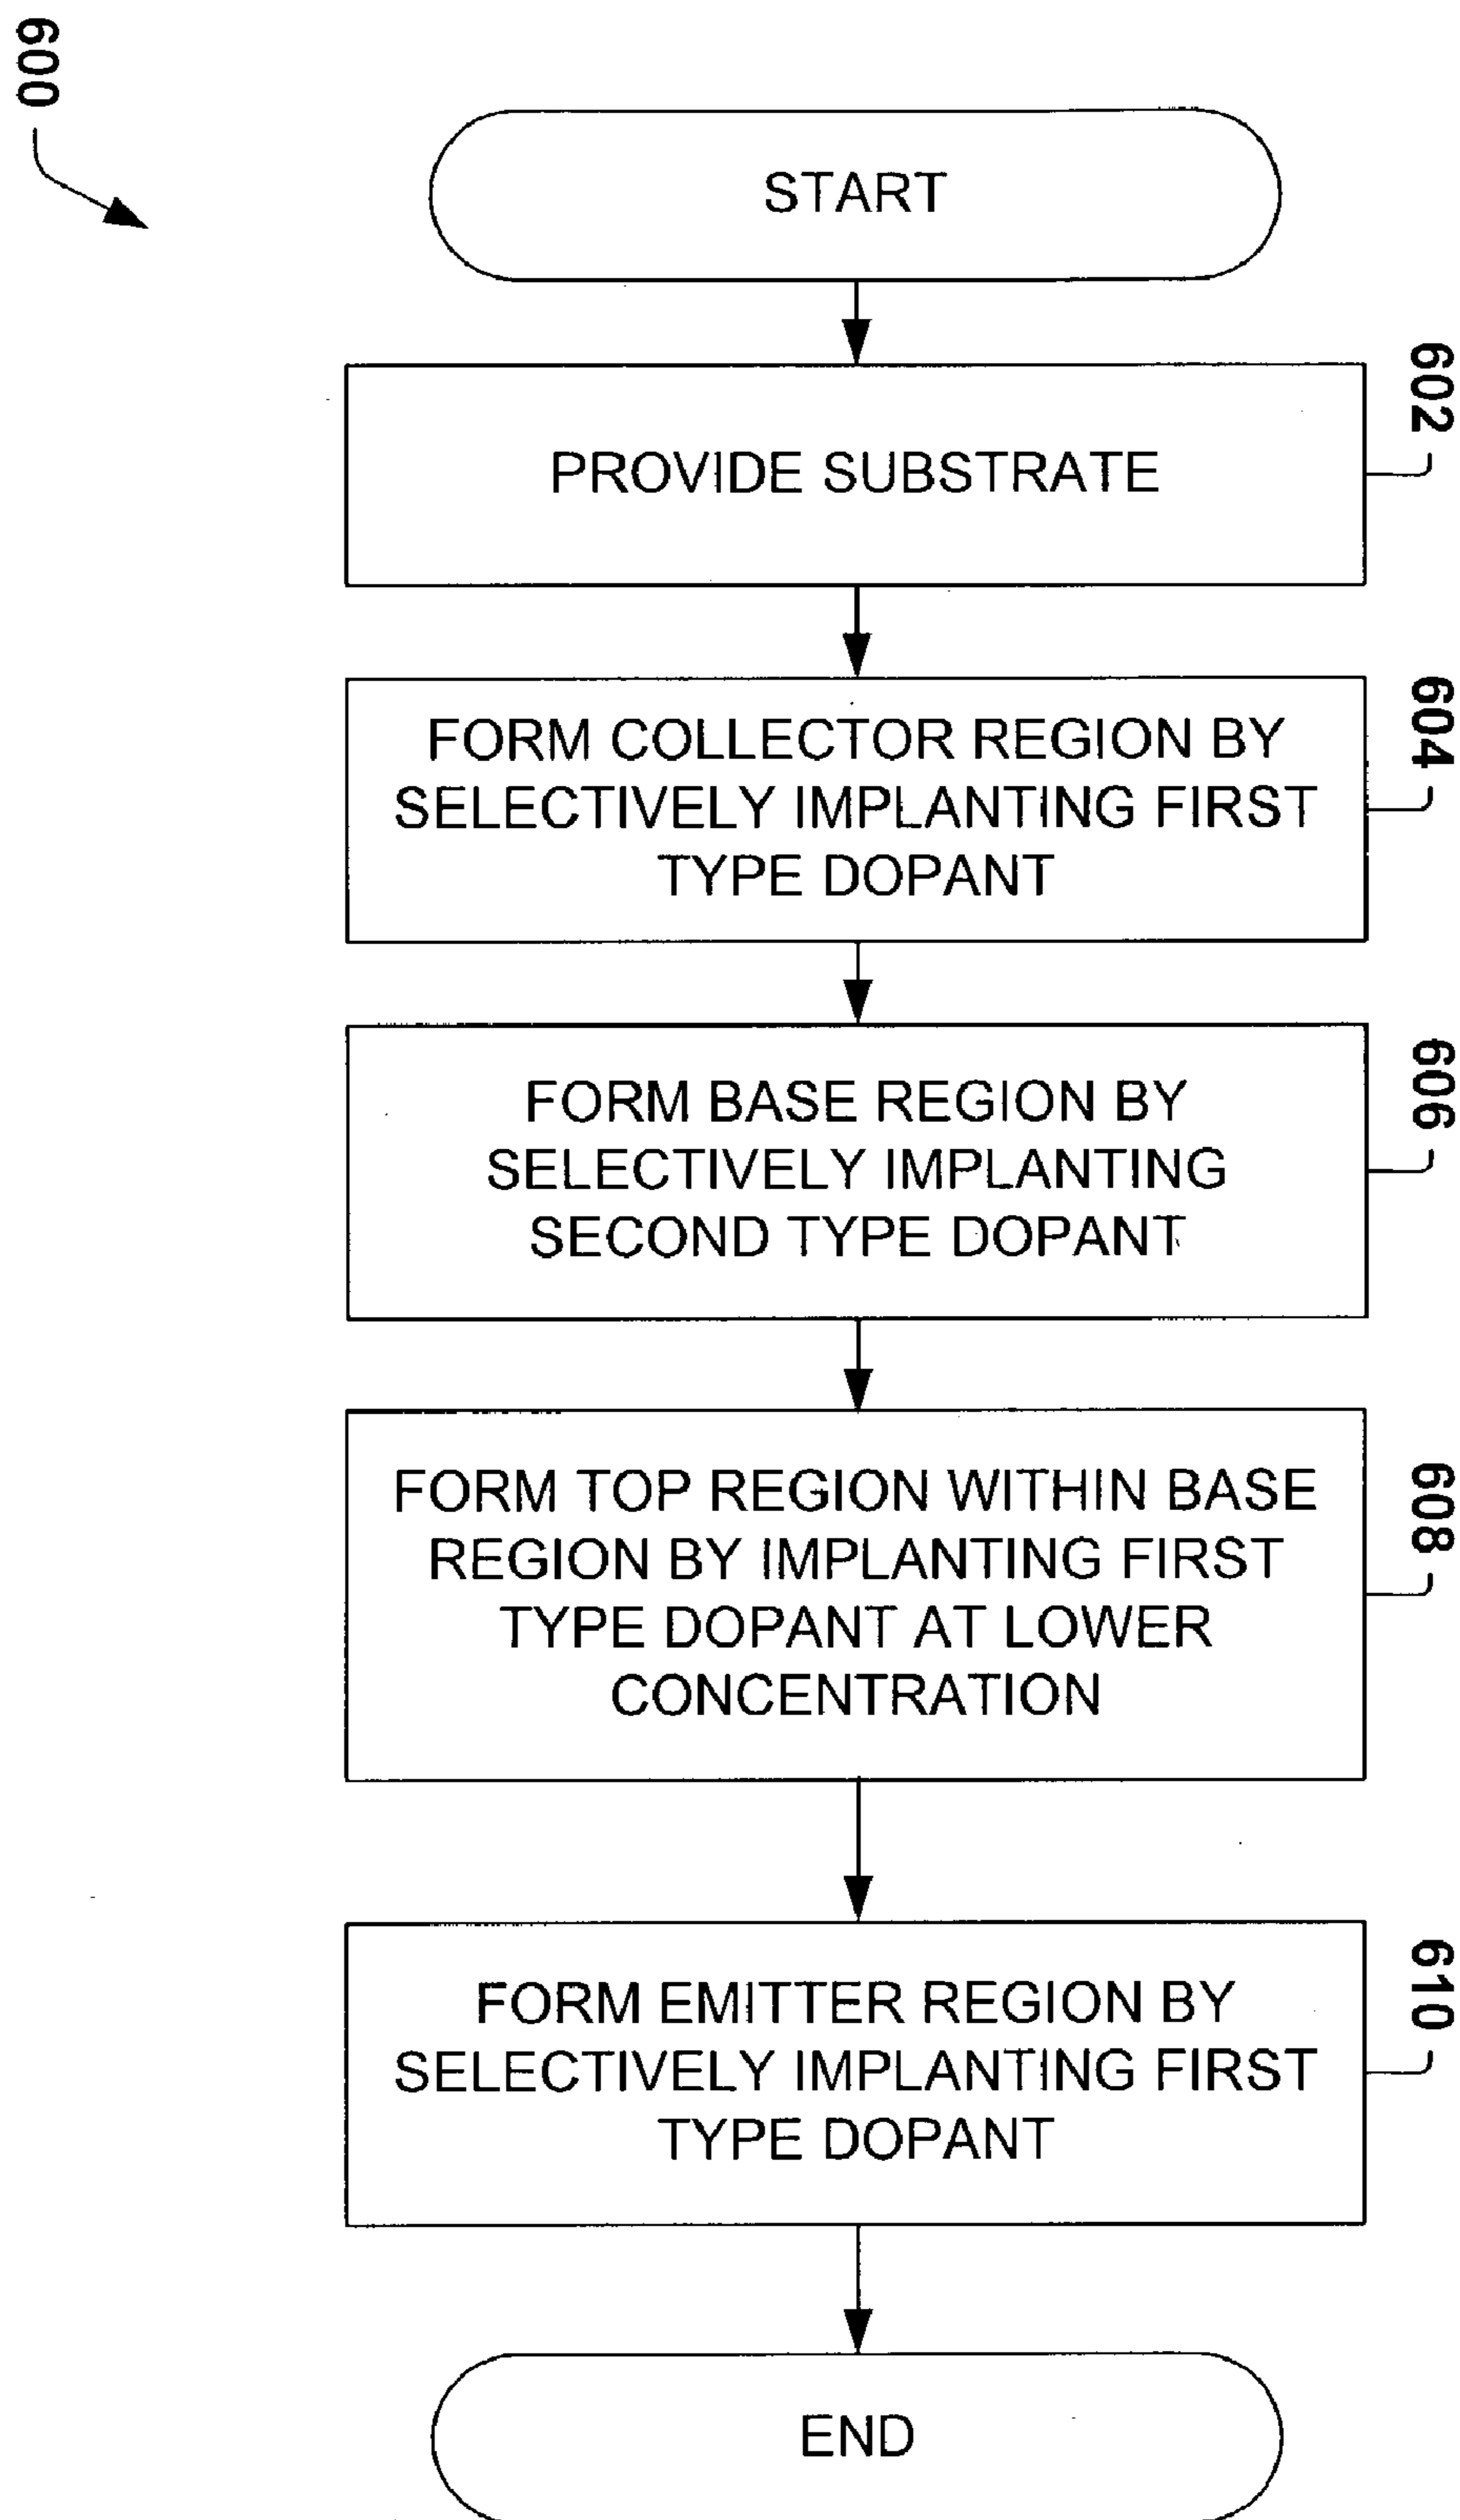 600
START
602
PROVIDE SUBSTRATE
604
FORM COLLECTOR REGION BY
SELECTIVELY IMPLANTING FIRST
TYPE DOPANT
606
FORM BASE REGION BY
SELECTIVELY IMPLANTING
SECOND TYPE DOPANT
608
FORM TOP REGION WITHIN BASE
REGION BY IMPLANTING FIRST
TYPE DOPANT AT LOWER
CONCENTRATION
610
FORM EMITTER REGION BY
SELECTIVELY IMPLANTING FIRST
TYPE DOPANT
END